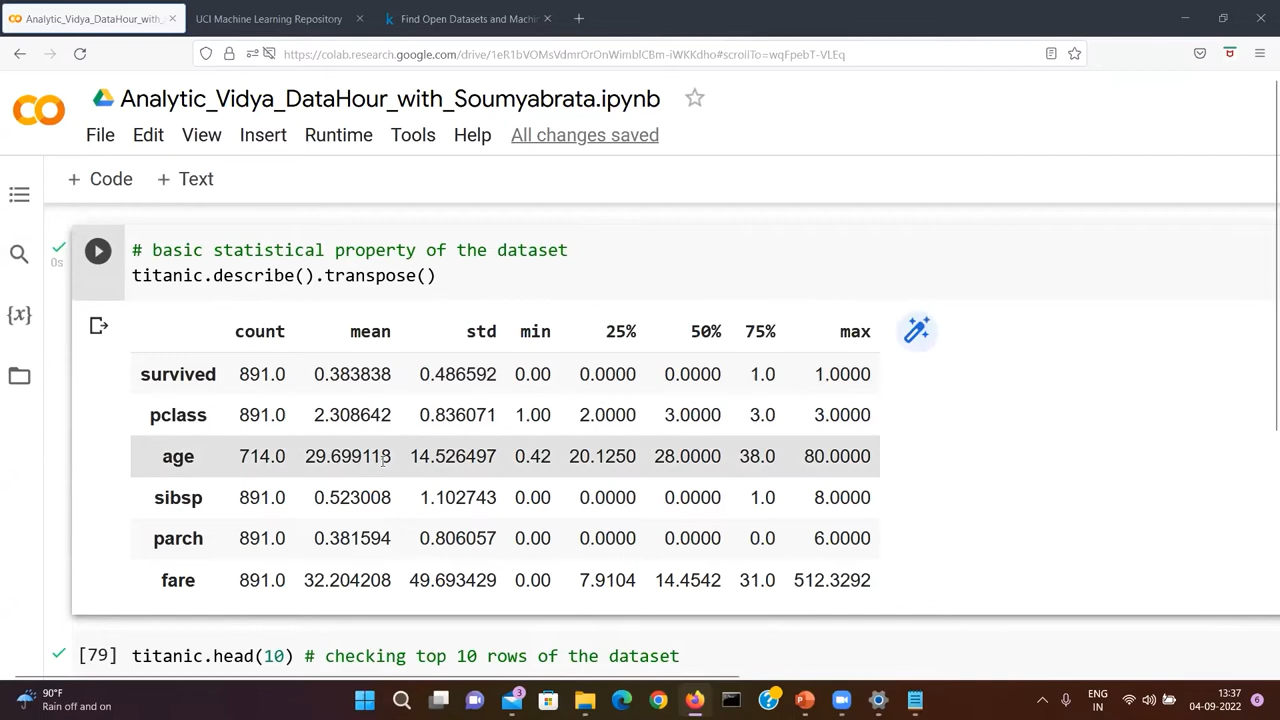 Analytic_Vidya_DataHour_with_
UCI Machine Learning Repository
Find Open Datasets and Machi
https://colab.research.google.com/drive/1eR1bVOMsVdmrOrOnWimblCBm-iWKKdho#scrollTo=wqFpebT-VLEq
Analytic_Vidya_DataHour_with_Soumyabrata.ipynb
File Edit View Insert Runtime Tools Help All changes saved
+ Code + Text
# basic statistical property of the dataset
0s
titanic.describe().transpose()
count mean std min 25% 50% 75% max
survived 891.0 0.383838 0.486592 0.00 0.0000 0.0000 1.0 1.0000
pclass 891.0 2.308642 0.836071 1.00 2.0000 3.0000 3.0 3.0000
age 714.0 29.699118 14.526497 0.42 20.1250 28.0000 38.0 80.0000
sibsp 891.0 0.523008 1.102743 0.00 0.0000 0.0000 1.0 8.0000
parch 891.0 0.381594 0.806057 0.00 0.0000 0.0000 0.0 6.0000
fare 891.0 32.204208 49.693429 0.00 7.9104 14.4542 31.0 512.3292
[79] titanic.head(10) # checking top 10 rows of the dataset
90°F
Rain off and on
3
ENG
IN
13:37
04-09-2022
6